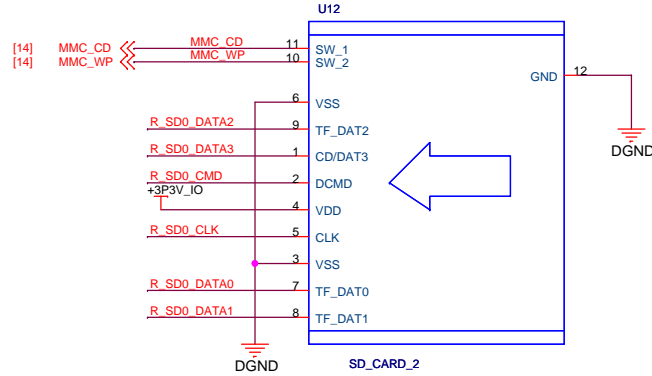 U12
[14] MMC_CD MMC_CD 11 SW_1
[14] MMC_WP MMC_WP 10 SW_2
GND 12
6 VSS
R_SD0_DATA2 9 TF_DAT2
R_SD0_DATA3 1 CD/DAT3
DGND
R_SD0_CMD 2 DCMD
+3P3V_IO
4 VDD
R_SD0_CLK 5 CLK
3 VSS
R_SD0_DATA0 7 TF_DAT0
R_SD0_DATA1 8 TF_DAT1
DGND
SD_CARD_2